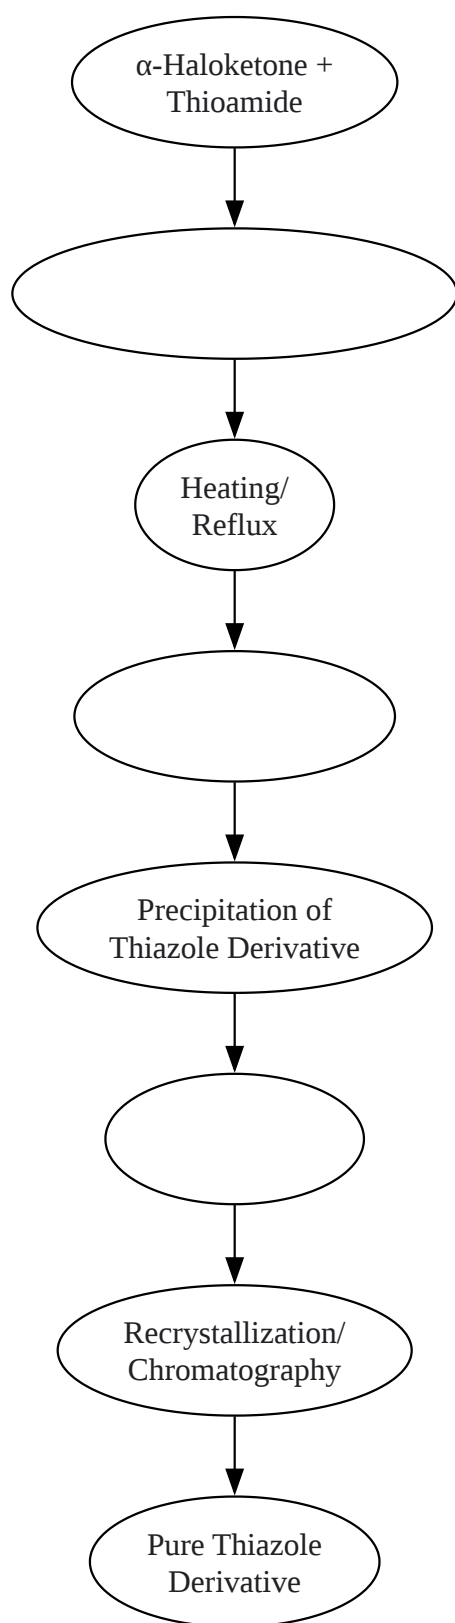 α-Haloketone +
Thioamide
Heating/
Reflux
Precipitation of
Thiazole Derivative
Recrystallization/
Chromatography
Pure Thiazole
Derivative